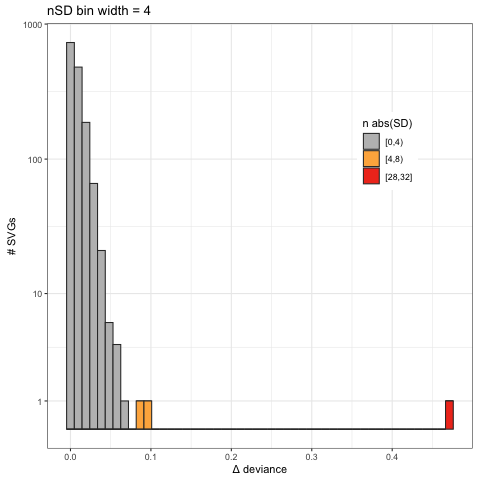 nSD bin width = 4
1000
100
10
1
# SVGs
n abs(SD)
[0,4)
[4,8)
[28,32]
0.0 0.1 0.2 0.3 0.4
Δ deviance